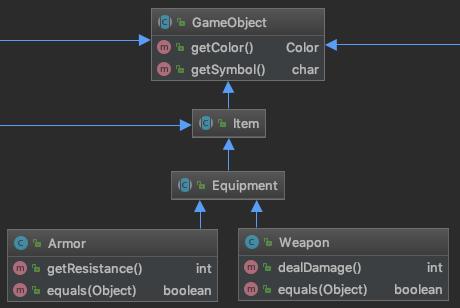 GameObject
getColor() Color
getSymbol() char
Item
Equipment
Armor
getResistance() int
equals(Object) boolean
Weapon
dealDamage() int
equals(Object) boolean